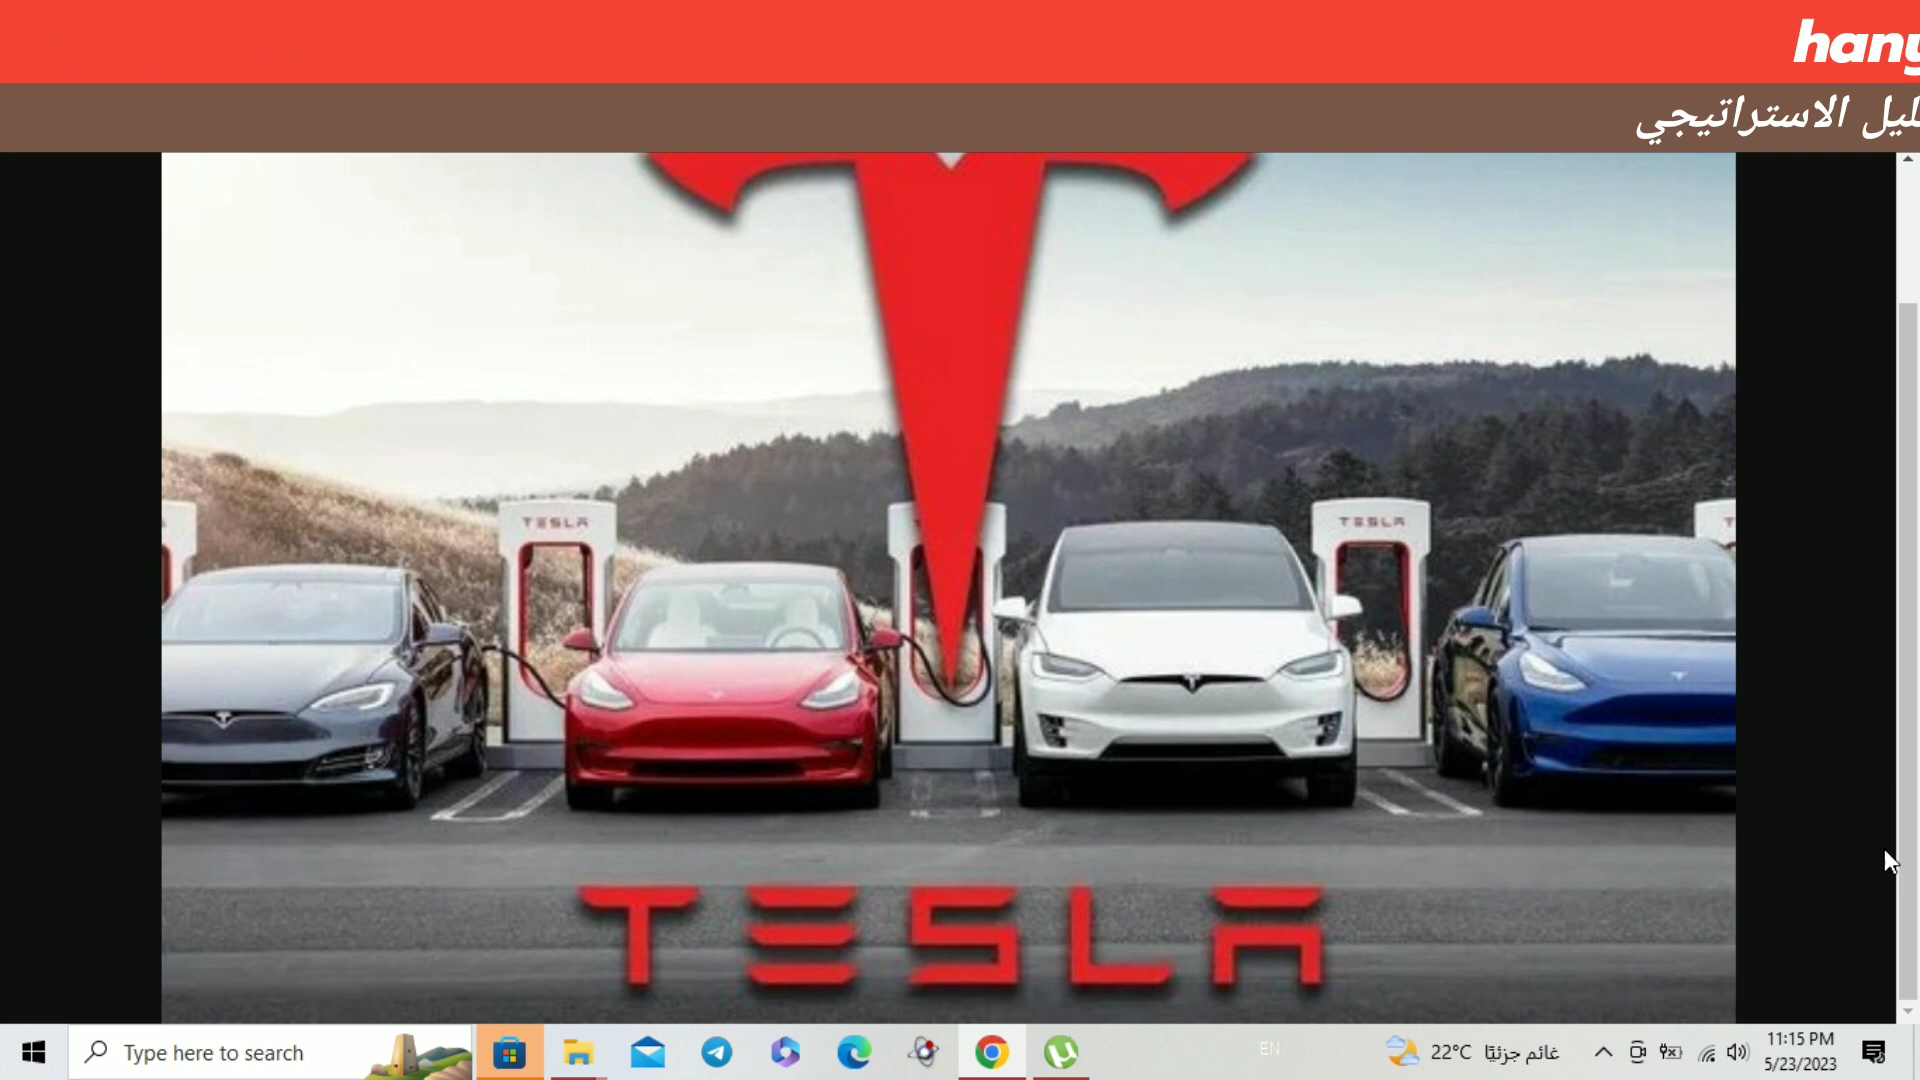 hany
ليل الاستراتيجي
TESLA
TESLA
TESLA
Type here to search
EN
22°C غائم جزئيًا
11:15 PM
5/23/2023